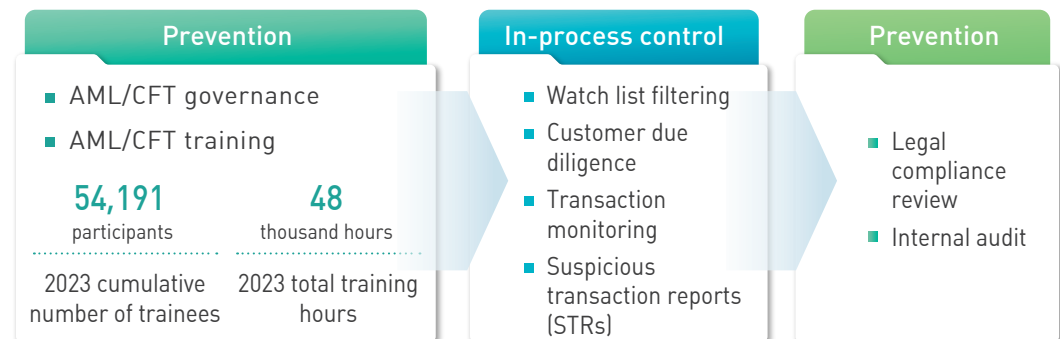 Prevention
AML/CFT governance
AML/CFT training
54,191
participants
2023 cumulative
number of trainees
48
thousand hours
2023 total training
hours
In-process control
Watch list filtering
Customer due
diligence
Transaction
monitoring
Suspicious
transaction reports
(STRs)
Prevention
Legal
compliance
review
Internal audit